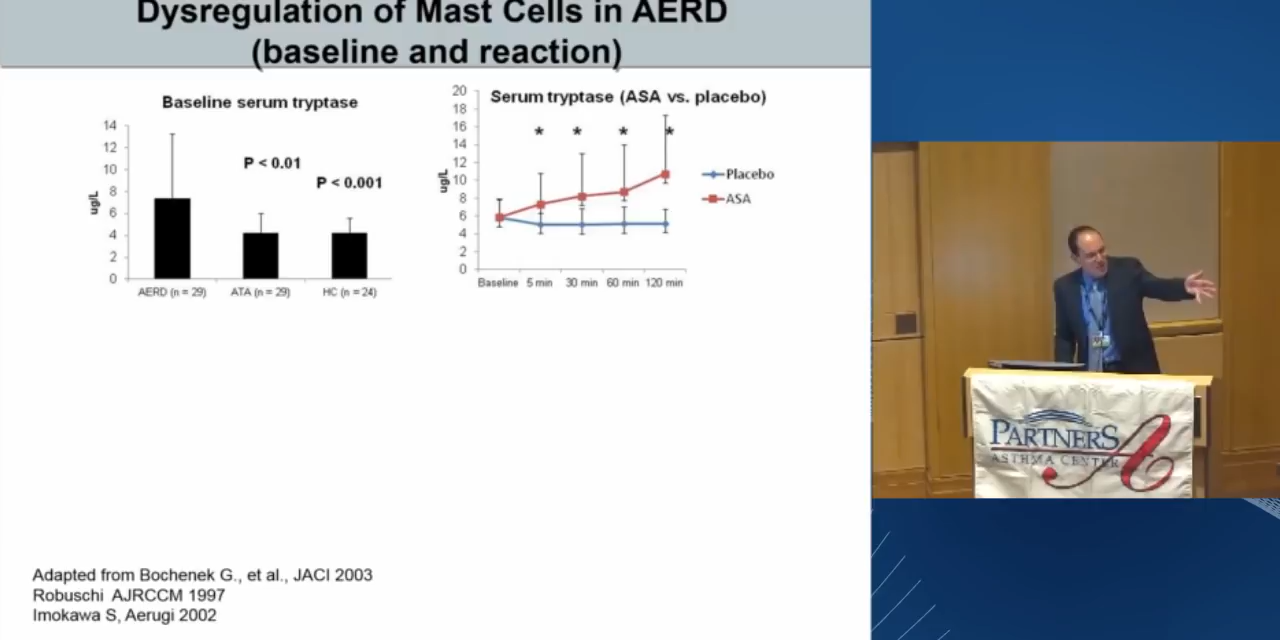 Dysregulation of Mast Cells in AERD
(baseline and reaction)
Baseline serum tryptase
14
12
10
8
6
4
2
0
ug/L
P < 0.01
P < 0.001
AERD (n = 29)
ATA (n = 29)
HC (n = 24)
Serum tryptase (ASA vs. placebo)
20
18
16
14
12
10
8
6
4
2
0
ug/L
* * * *
Placebo
ASA
Baseline 5 min 30 min 60 min 120 min
Adapted from Bochenek G., et al., JACI 2003
Robuschi AJRCCM 1997
Imokawa S, Aerugi 2002
PARTNERS
ASTHMA CENTER
A